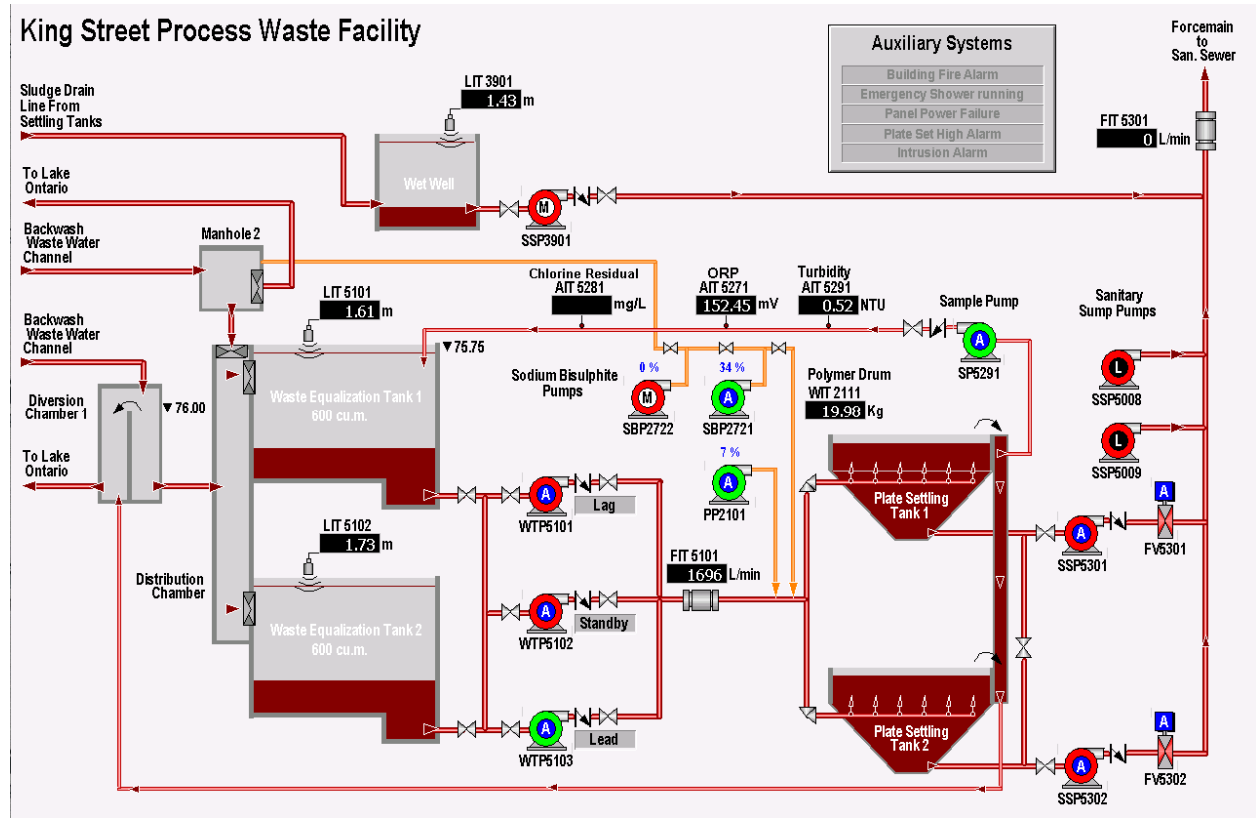 King Street Process Waste Facility
Auxiliary Systems
Building Fire Alarm
Emergency Shower running
Panel Power Failure
Plate Set High Alarm
Intrusion Alarm
Forcemain
to
San. Sewer
FIT 5301
0 L/min
LIT 3901
1.43 m
Sludge Drain
Line From
Settling Tanks
Wet Well
M
SSP3901
To Lake
Ontario
Backwash
Waste Water
Channel
Manhole 2
LIT 5101
1.61 m
Chlorine Residual
AIT 5281
mg/L
ORP
AIT 5271
152.45 mV
Turbidity
AIT 5291
0.52 NTU
Sample Pump
A
SP5291
Sanitary
Sump Pumps
L
SSP5008
L
SSP5009
Backwash
Waste Water
Channel
▼75.75
Diversion
Chamber 1
▼76.00
To Lake
Ontario
Waste Equalization Tank 1
600 cu.m.
Sodium Bisulphite
Pumps
0 %
M
SBP2722
34 %
A
SBP2721
7 %
A
PP2101
Polymer Drum
WIT 2111
19.98 Kg
Plate Settling
Tank 1
A
WTP5101
Lag
LIT 5102
1.73 m
Distribution
Chamber
Waste Equalization Tank 2
600 cu.m.
A
WTP5102
Standby
FIT 5101
1696 L/min
A
WTP5103
Lead
Plate Settling
Tank 2
A
SSP5301
A
FV5301
A
SSP5302
A
FV5302